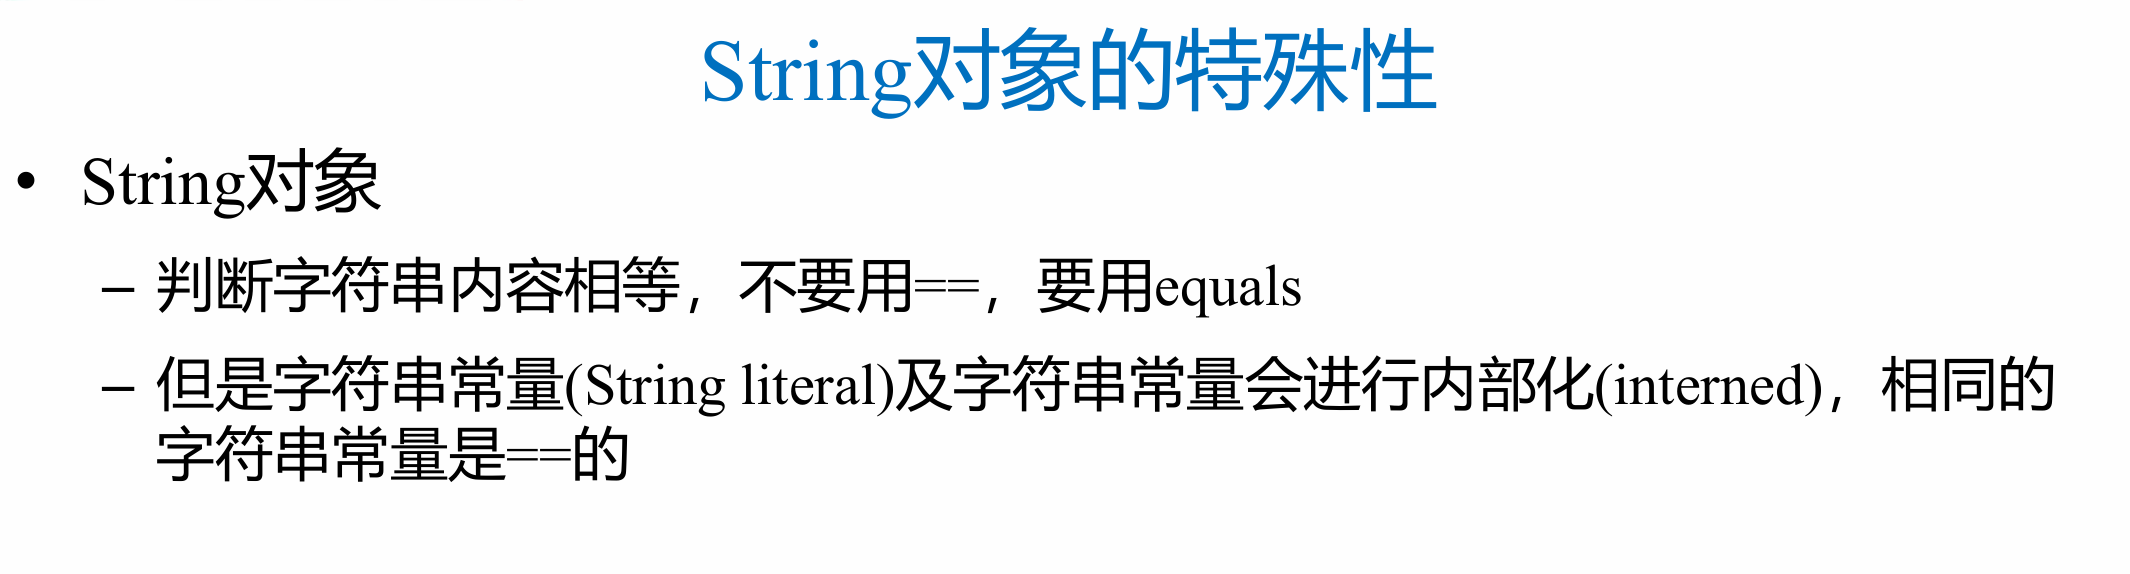 String对象的特殊性
• String对象
– 判断字符串内容相等，不要用==，要用equals
– 但是字符串常量(String literal)及字符串常量会进行内部化(interned)，相同的
字符串常量是==的